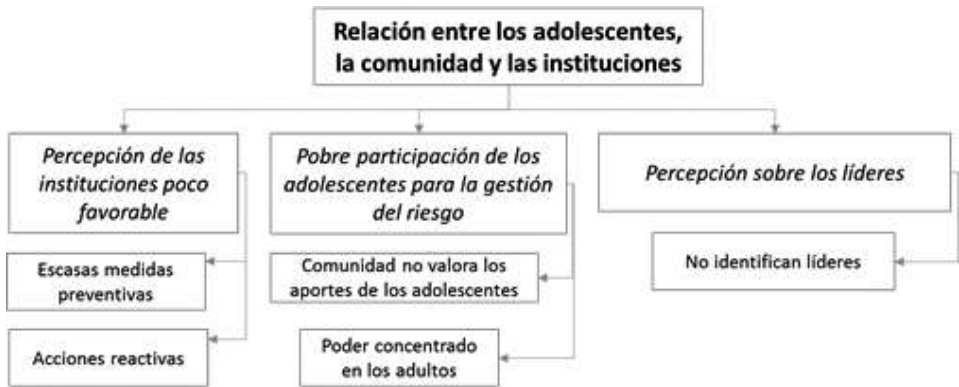 Relación entre los adolescentes,
la comunidad y las instituciones
Percepción de las
instituciones poco
favorable
Escasas medidas
preventivas
Acciones reactivas
Pobre participación de los
adolescentes para la gestión
del riesgo
Comunidad no valora los
aportes de los adolescentes
Poder concentrado
en los adultos
Percepción sobre los líderes
No identifican líderes